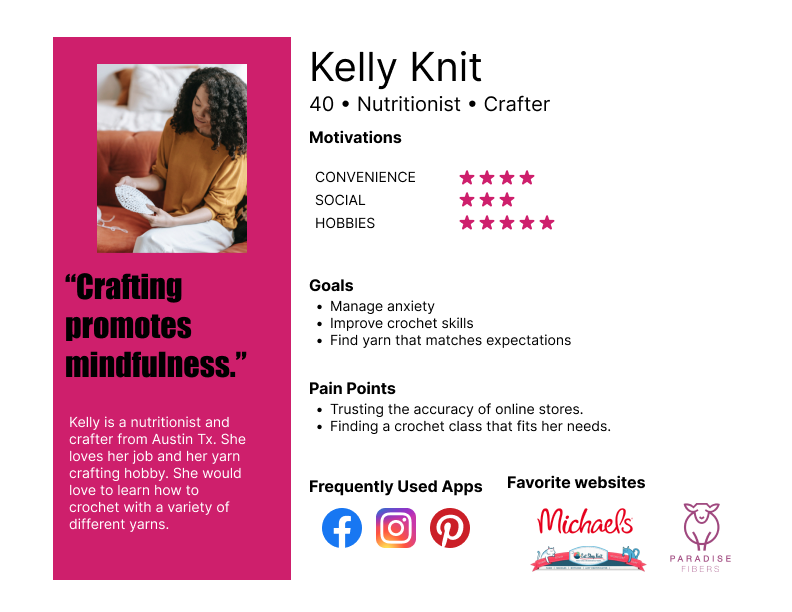 Kelly Knit
40 • Nutritionist • Crafter
Motivations
CONVENIENCE
SOCIAL
HOBBIES
“Crafting
promotes
mindfulness.”
Kelly is a nutritionist and
crafter from Austin Tx. She
loves her job and her yarn
crafting hobby. She would
love to learn how to
crochet with a variety of
different yarns.
Goals
• Manage anxiety
• Improve crochet skills
• Find yarn that matches expectations
Pain Points
• Trusting the accuracy of online stores.
• Finding a crochet class that fits her needs.
Frequently Used Apps
Favorite websites
Michaels
PARADISE
FIBERS